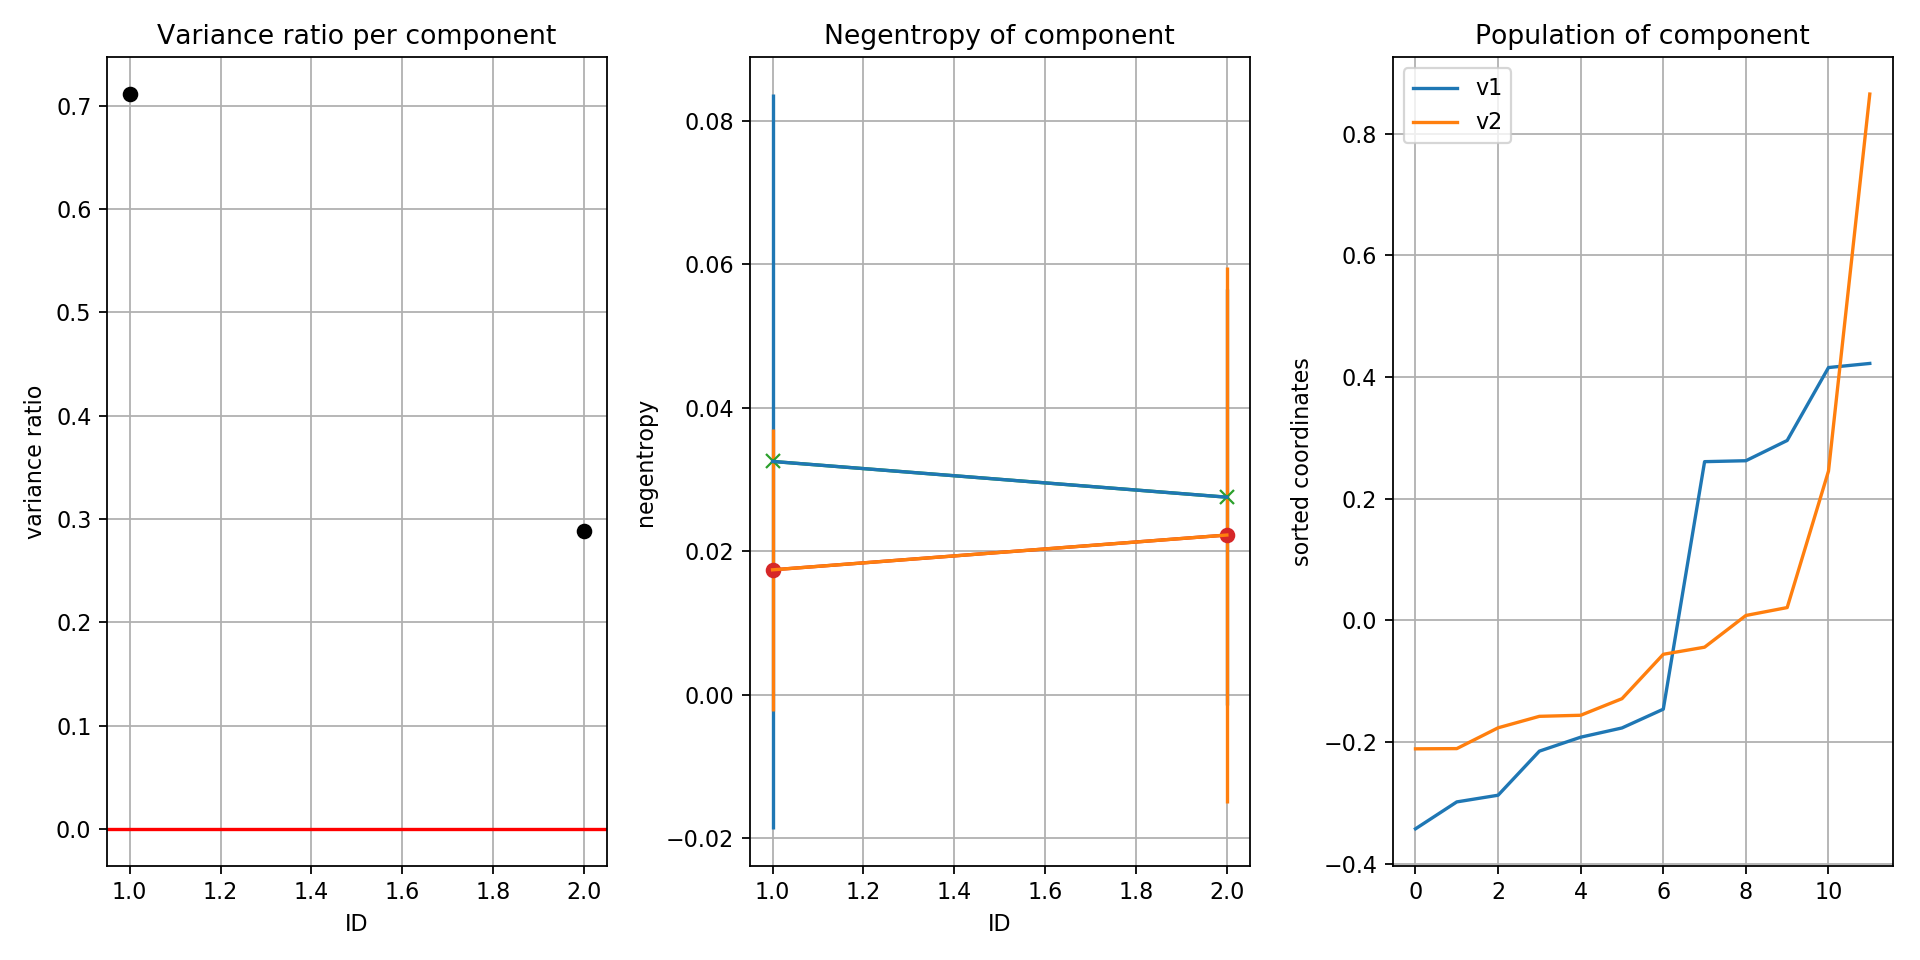 Variance ratio per component
variance ratio
0.7
0.6
0.5
0.4
0.3
0.2
0.1
0.0
1.0 1.2 1.4 1.6 1.8 2.0
ID
Negentropy of component
negentropy
0.08
0.06
0.04
0.02
0.00
−0.02
1.0 1.2 1.4 1.6 1.8 2.0
ID
Population of component
v1
v2
sorted coordinates
0.8
0.6
0.4
0.2
0.0
−0.2
−0.4
0 2 4 6 8 10